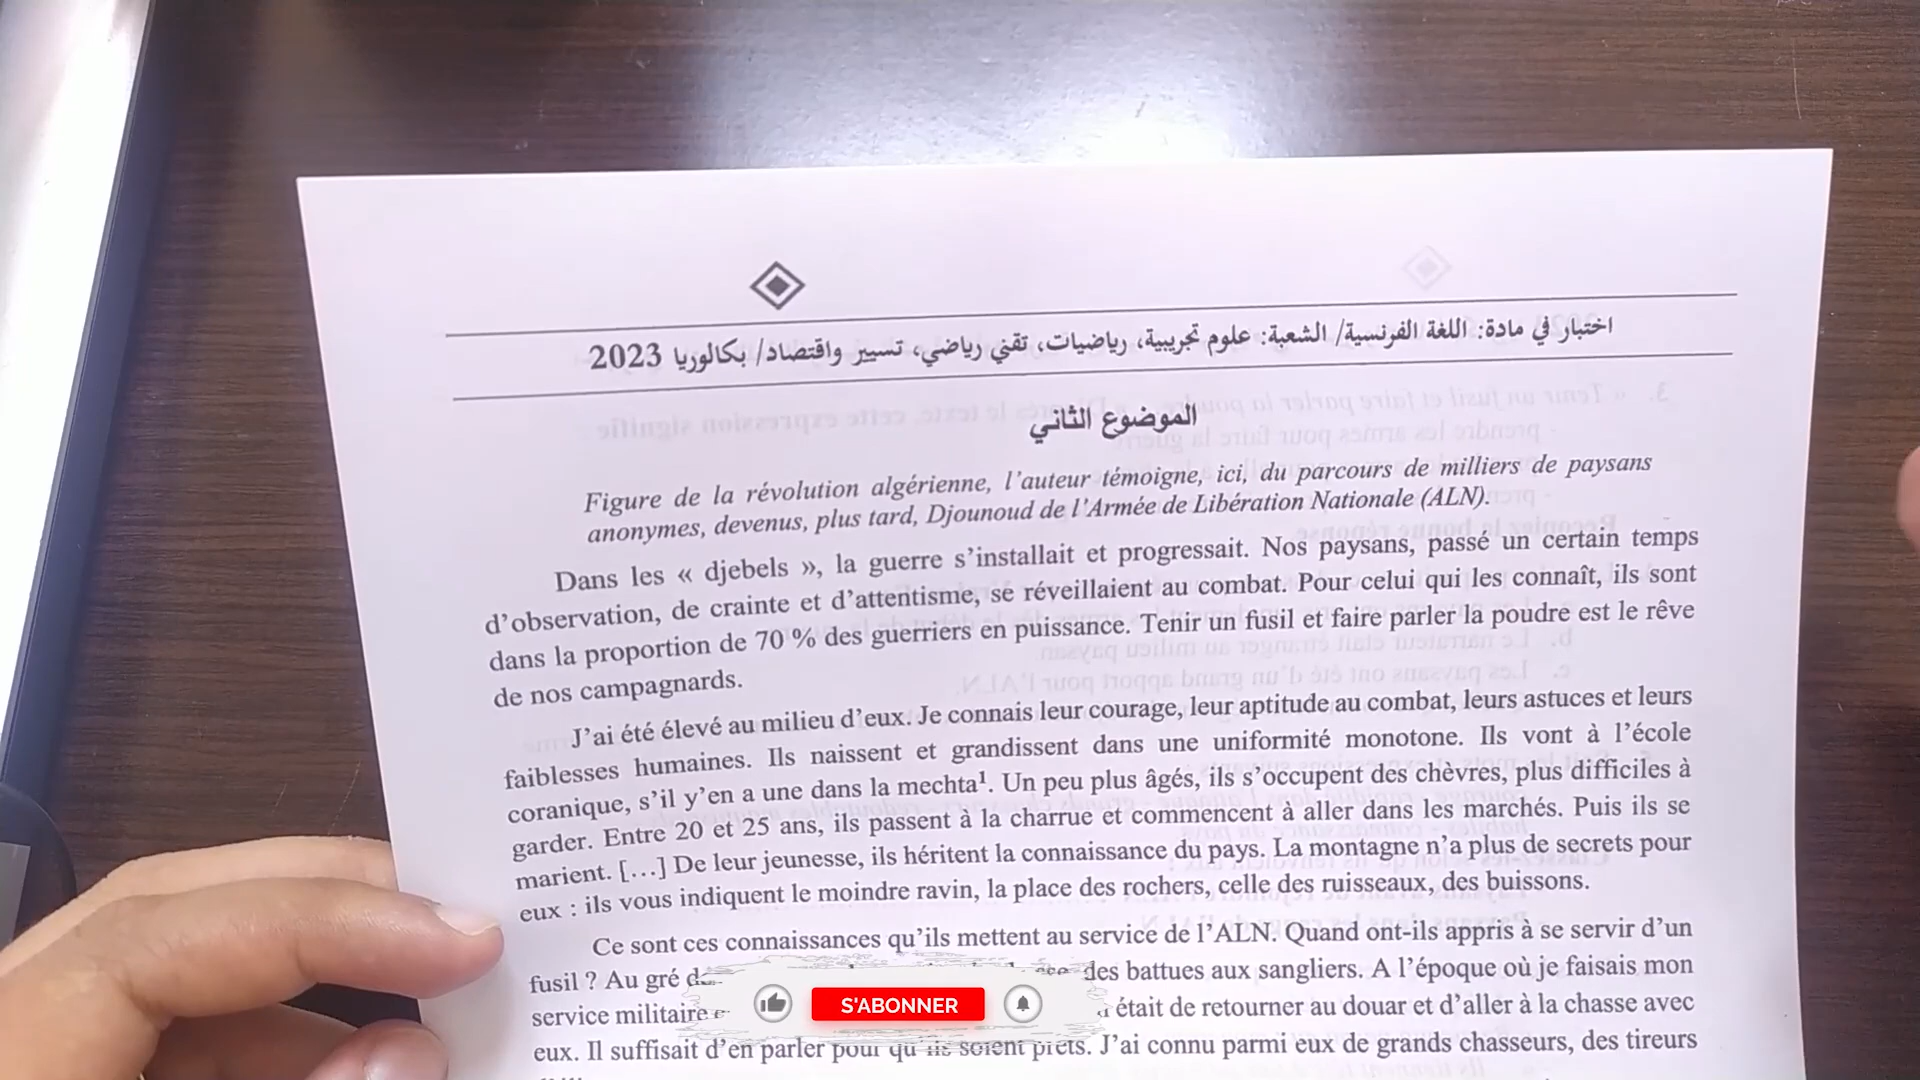 اختبار في مادة: اللغة الفرنسية/ الشعبة: علوم تجريبية، رياضيات، تقني رياضي، تسيير واقتصاد/ بكالوريا 2023
الموضوع الثاني
Figure de la révolution algérienne, l'auteur témoigne, ici, du parcours de milliers de paysans
anonymes, devenus, plus tard, Djounoud de l'Armée de Libération Nationale (ALN).
Dans les « djebels », la guerre s'installait et progressait. Nos paysans, passé un certain temps
d'observation, de crainte et d'attentisme, se réveillaient au combat. Pour celui qui les connaît, ils sont
dans la proportion de 70 % des guerriers en puissance. Tenir un fusil et faire parler la poudre est le rêve
de nos campagnards.
J'ai été élevé au milieu d'eux. Je connais leur courage, leur aptitude au combat, leurs astuces et leurs
faiblesses humaines. Ils naissent et grandissent dans une uniformité monotone. Ils vont à l'école
coranique, s'il y'en a une dans la mechta¹. Un peu plus âgés, ils s'occupent des chèvres, plus difficiles à
garder. Entre 20 et 25 ans, ils passent à la charrue et commencent à aller dans les marchés. Puis ils se
marient. […] De leur jeunesse, ils héritent la connaissance du pays. La montagne n'a plus de secrets pour
eux : ils vous indiquent le moindre ravin, la place des rochers, celle des ruisseaux, des buissons.
Ce sont ces connaissances qu'ils mettent au service de l'ALN. Quand ont-ils appris à se servir d'un
fusil ? Au gré des battues aux sangliers. A l'époque où je faisais mon
service militaire était de retourner au douar et d'aller à la chasse avec
eux. Il suffisait d'en parler pour qu'ils soient prêts. J'ai connu parmi eux de grands chasseurs, des tireurs
S'ABONNER